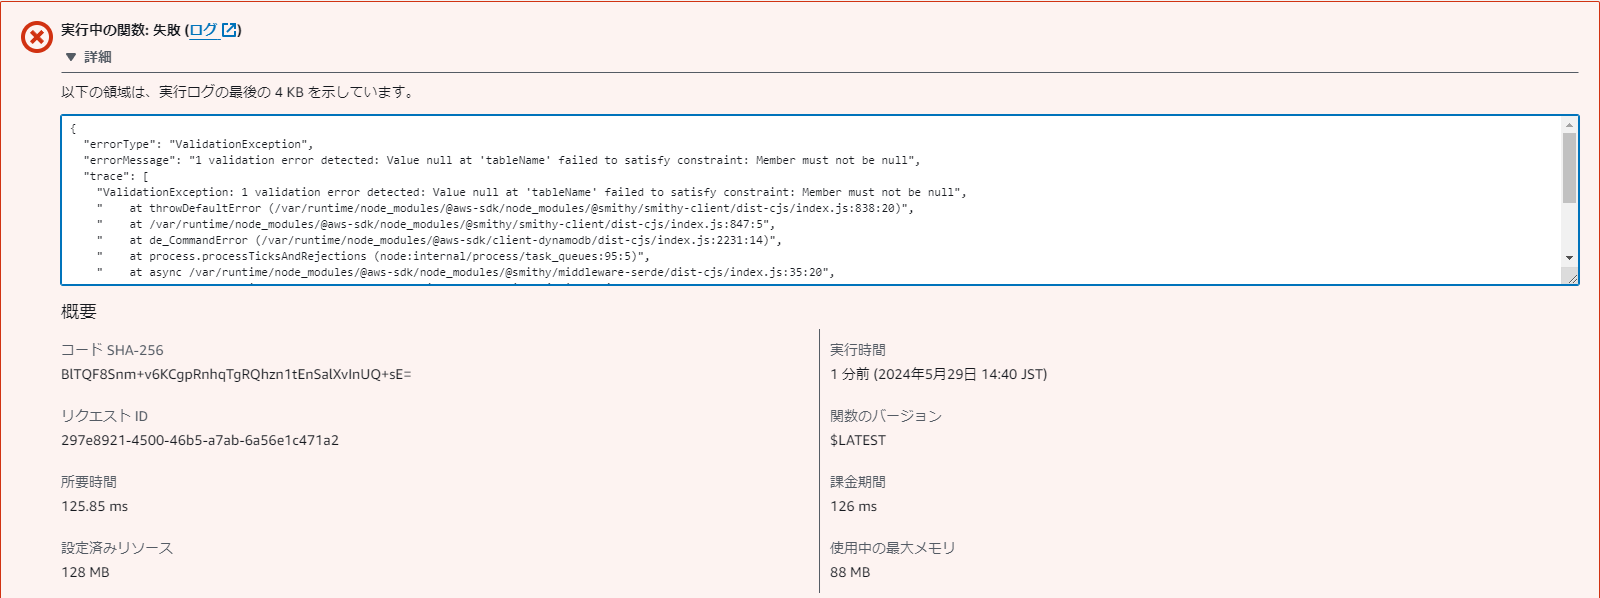 実行中の関数: 失敗 (ログ)
▼ 詳細
以下の領域は、実行ログの最後の 4 KB を示しています。
{
"errorType": "ValidationException",
"errorMessage": "1 validation error detected: Value null at 'tableName' failed to satisfy constraint: Member must not be null",
"trace": [
"ValidationException: 1 validation error detected: Value null at 'tableName' failed to satisfy constraint: Member must not be null",
"    at throwDefaultError (/var/runtime/node_modules/@aws-sdk/node_modules/@smithy/smithy-client/dist-cjs/index.js:838:20)",
"    at /var/runtime/node_modules/@aws-sdk/node_modules/@smithy/smithy-client/dist-cjs/index.js:847:5",
"    at de_CommandError (/var/runtime/node_modules/@aws-sdk/client-dynamodb/dist-cjs/index.js:2231:14)",
"    at process.processTicksAndRejections (node:internal/process/task_queues:95:5)",
"    at async /var/runtime/node_modules/@aws-sdk/node_modules/@smithy/middleware-serde/dist-cjs/index.js:35:20",
概要
コード SHA-256
BlTQF8Snm+v6KCgpRnhqTgRQhzn1tEnSalXvInUQ+sE=
実行時間
1 分前 (2024年5月29日 14:40 JST)
リクエスト ID
297e8921-4500-46b5-a7ab-6a56e1c471a2
関数のバージョン
$LATEST
所要時間
125.85 ms
課金期間
126 ms
設定済みリソース
128 MB
使用中の最大メモリ
88 MB